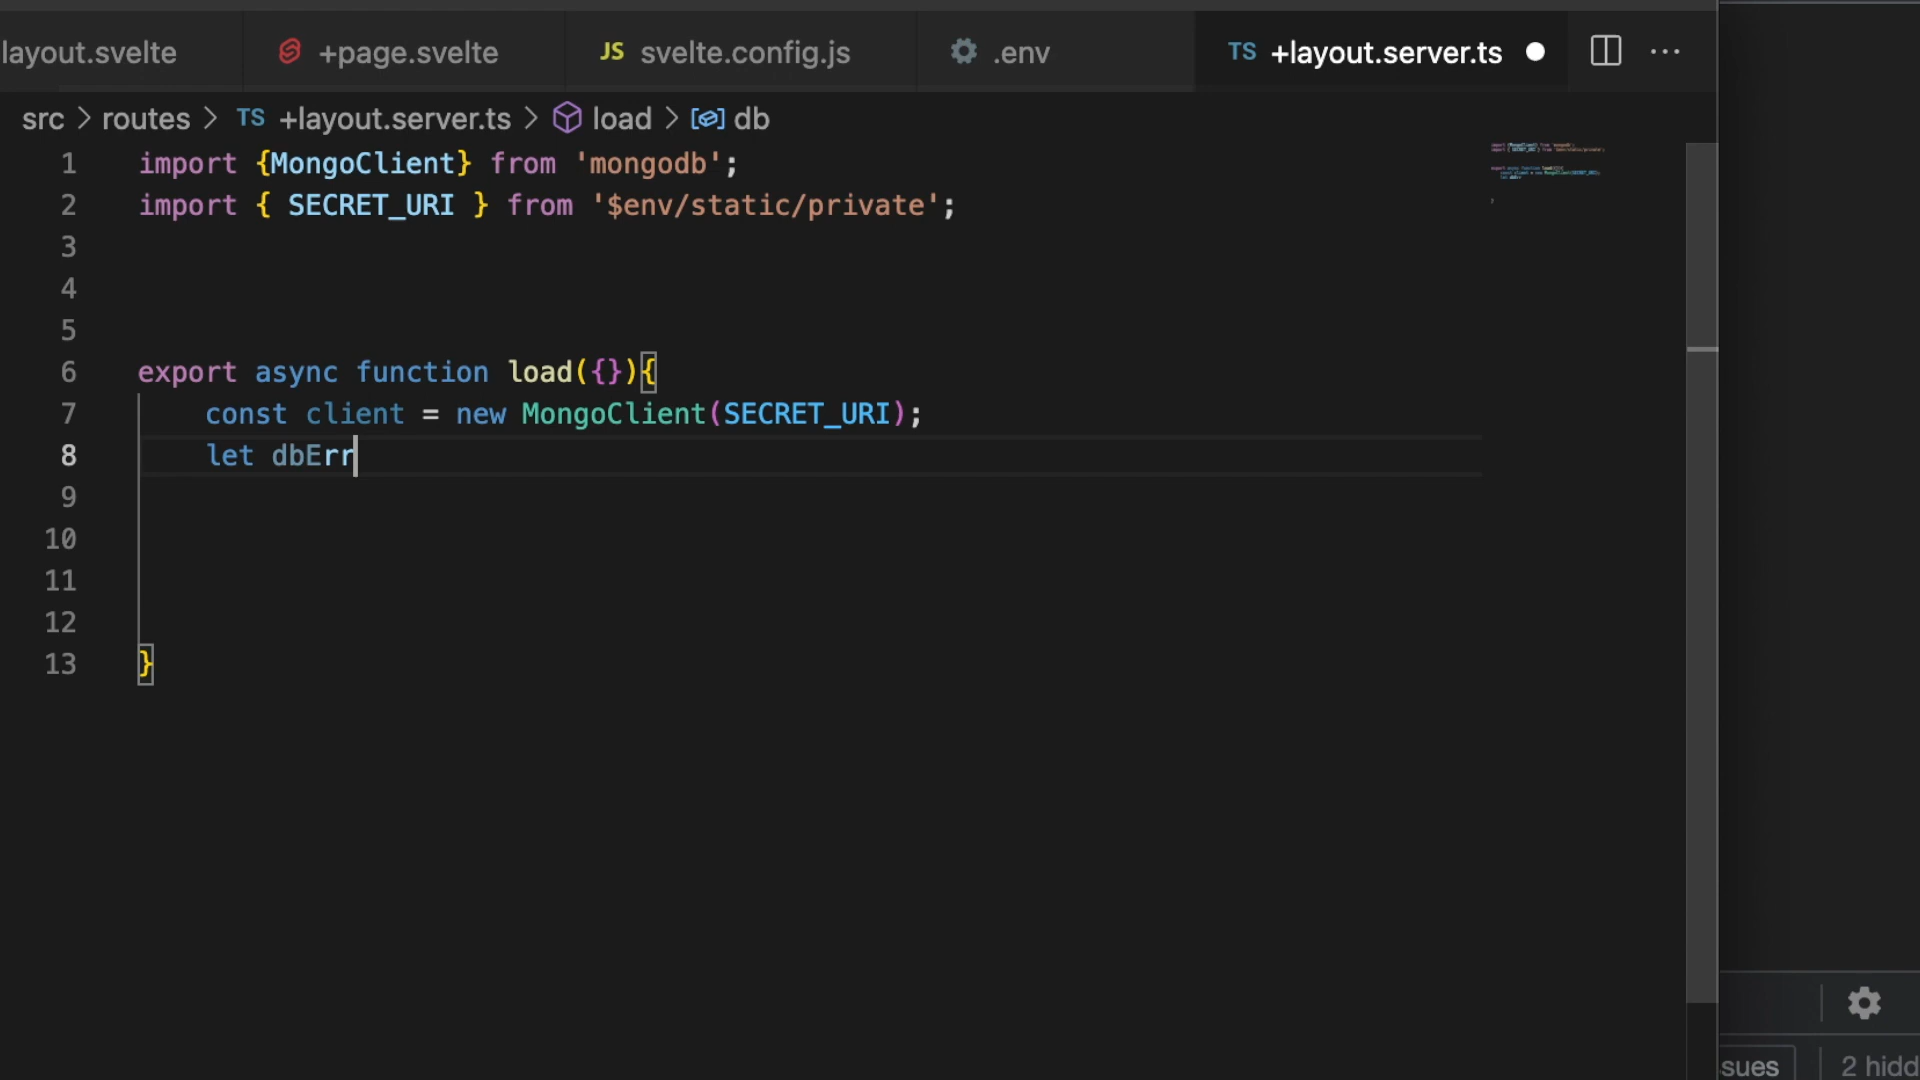 layout.svelte +page.svelte JS svelte.config.js .env TS +layout.server.ts
src > routes > TS +layout.server.ts > load > db
1 import {MongoClient} from 'mongodb';
2 import { SECRET_URI } from '$env/static/private';
3
4
5
6 export async function load({}){
7 const client = new MongoClient(SECRET_URI);
8 let dbErr
9
10
11
12
13 }
sues 2 hidd